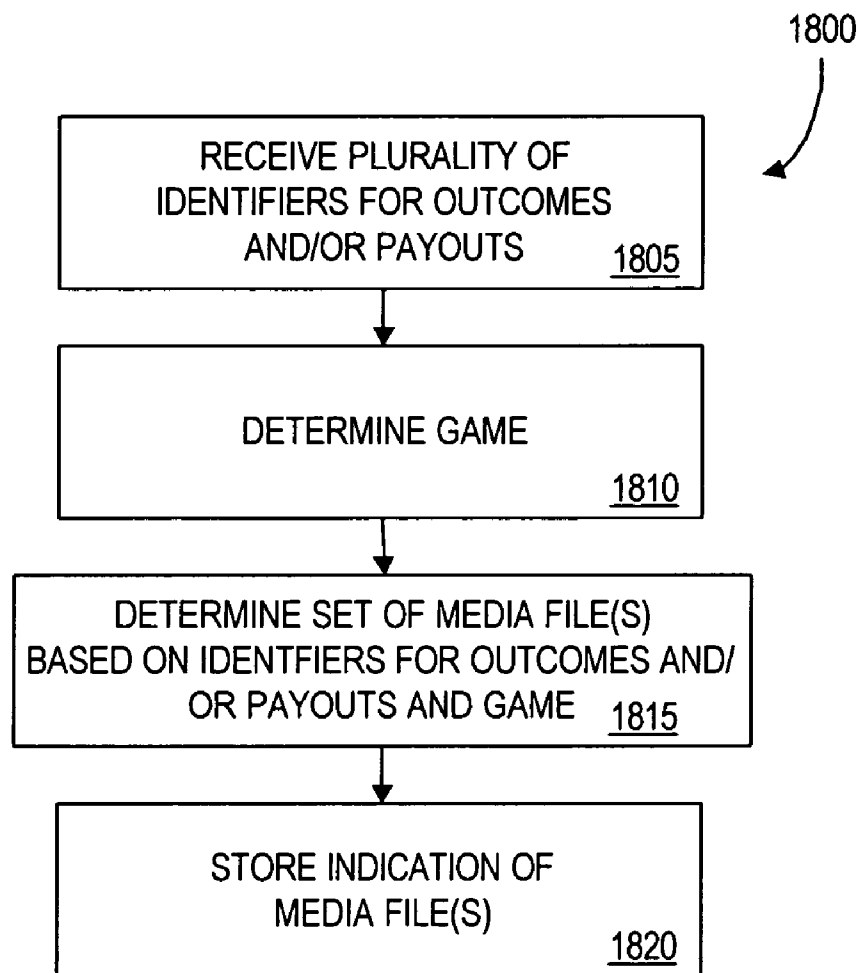 1800
RECEIVE PLURALITY OF
IDENTIFIERS FOR OUTCOMES
AND/OR PAYOUTS
1805
DETERMINE GAME
1810
DETERMINE SET OF MEDIA FILE(S)
BASED ON IDENTFIERS FOR OUTCOMES AND/
OR PAYOUTS AND GAME 1815
STORE INDICATION OF
MEDIA FILE(S)
1820